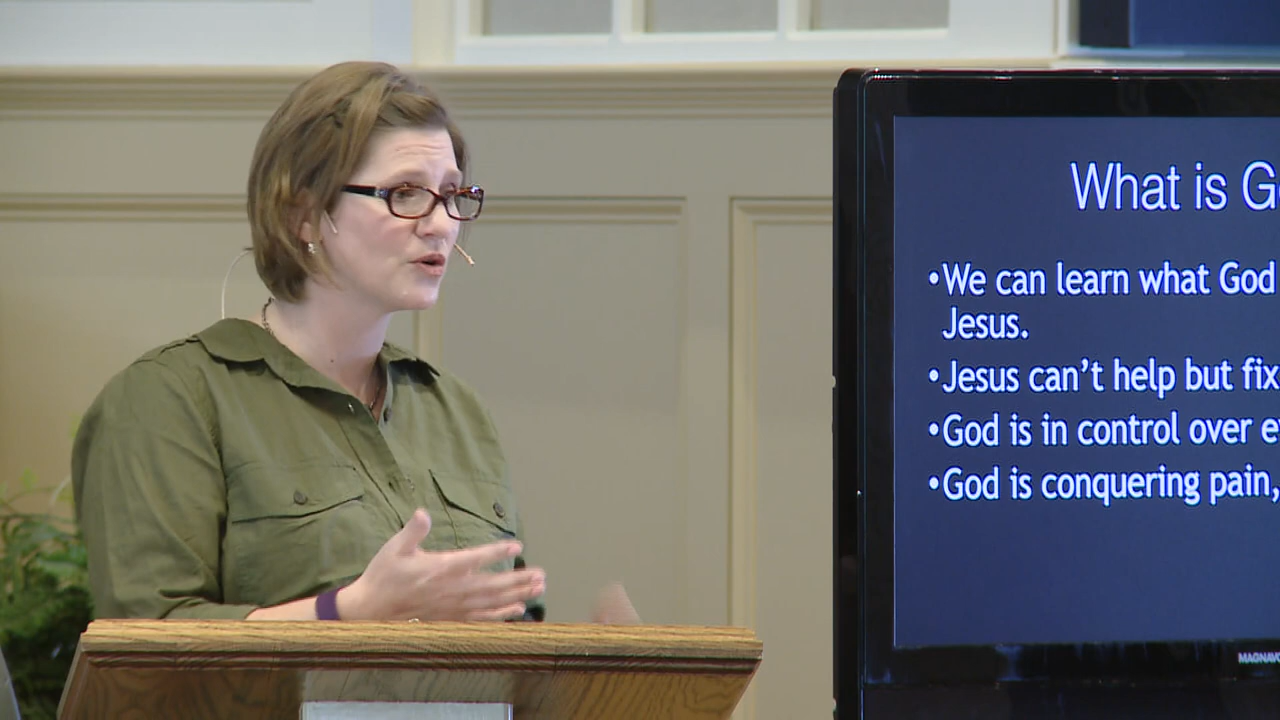 What is G
• We can learn what God
Jesus.
• Jesus can't help but fix
• God is in control over e
• God is conquering pain,
MAGNAVO